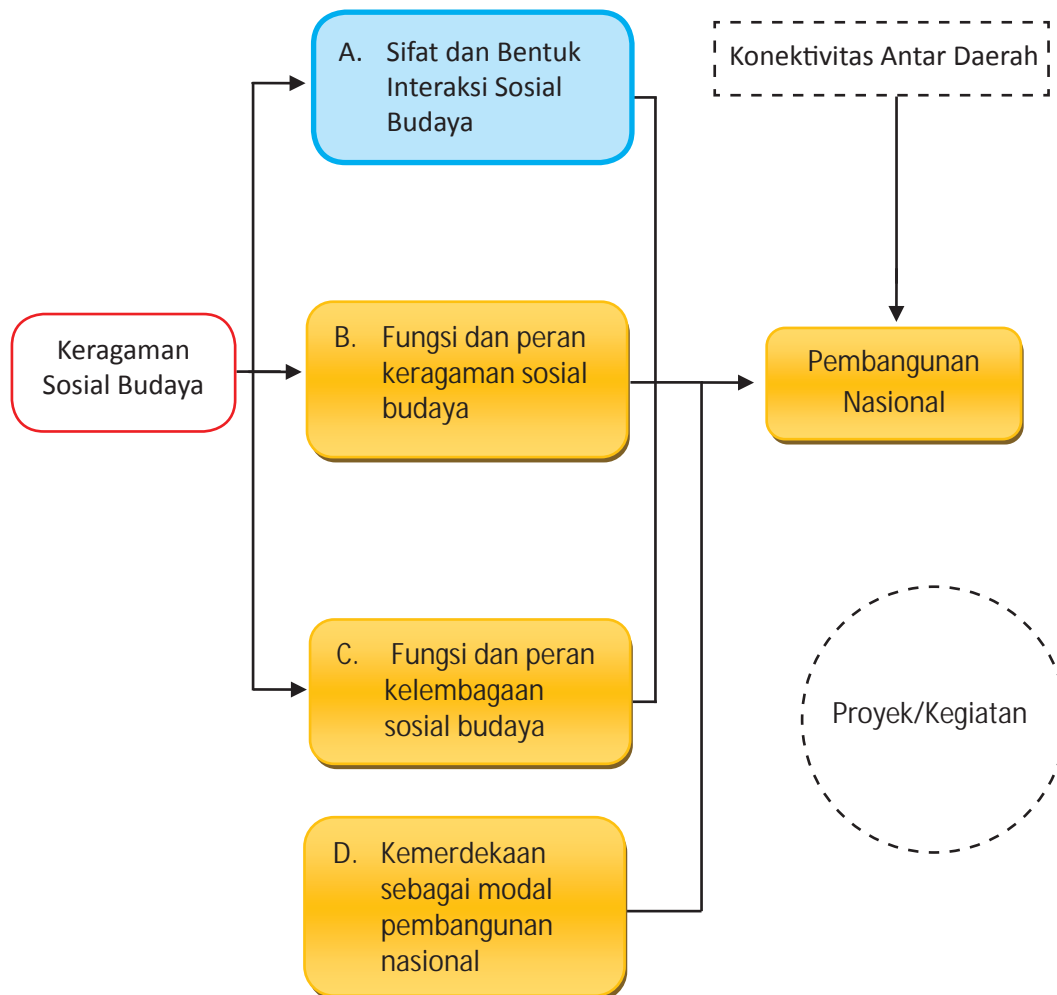 A. Sifat dan Bentuk
Interaksi Sosial
Budaya
Konektivitas Antar Daerah
Keragaman
Sosial Budaya
B. Fungsi dan peran
keragaman sosial
budaya
Pembangunan
Nasional
C. Fungsi dan peran
kelembagaan
sosial budaya
Proyek/Kegiatan
D. Kemerdekaan
sebagai modal
pembangunan
nasional